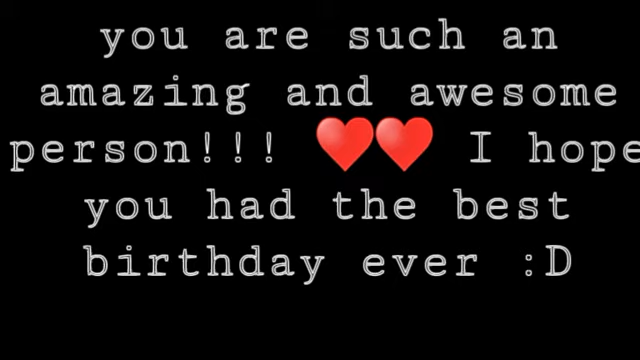 you are such an
amazing and awesome
person!!! ❤️❤️ I hope
you had the best
birthday ever :D